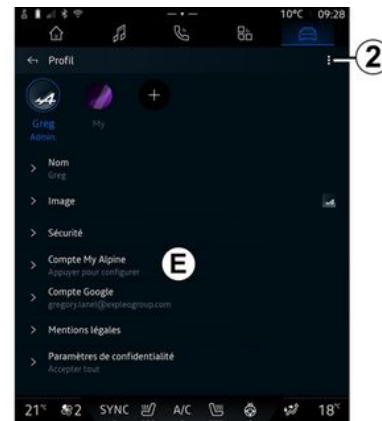 10°C 09:28
Profil
2
Greg
Admin
My
Nom
Greg
Image
Sécurité
Compte My Alpine
Appuyer pour configurer
E
Compte Google
gregory.lanel@expleogroup.com
Mentions légales
Paramètres de confidentialité
Accepter tout
21°C 2 SYNC A/C 18°C